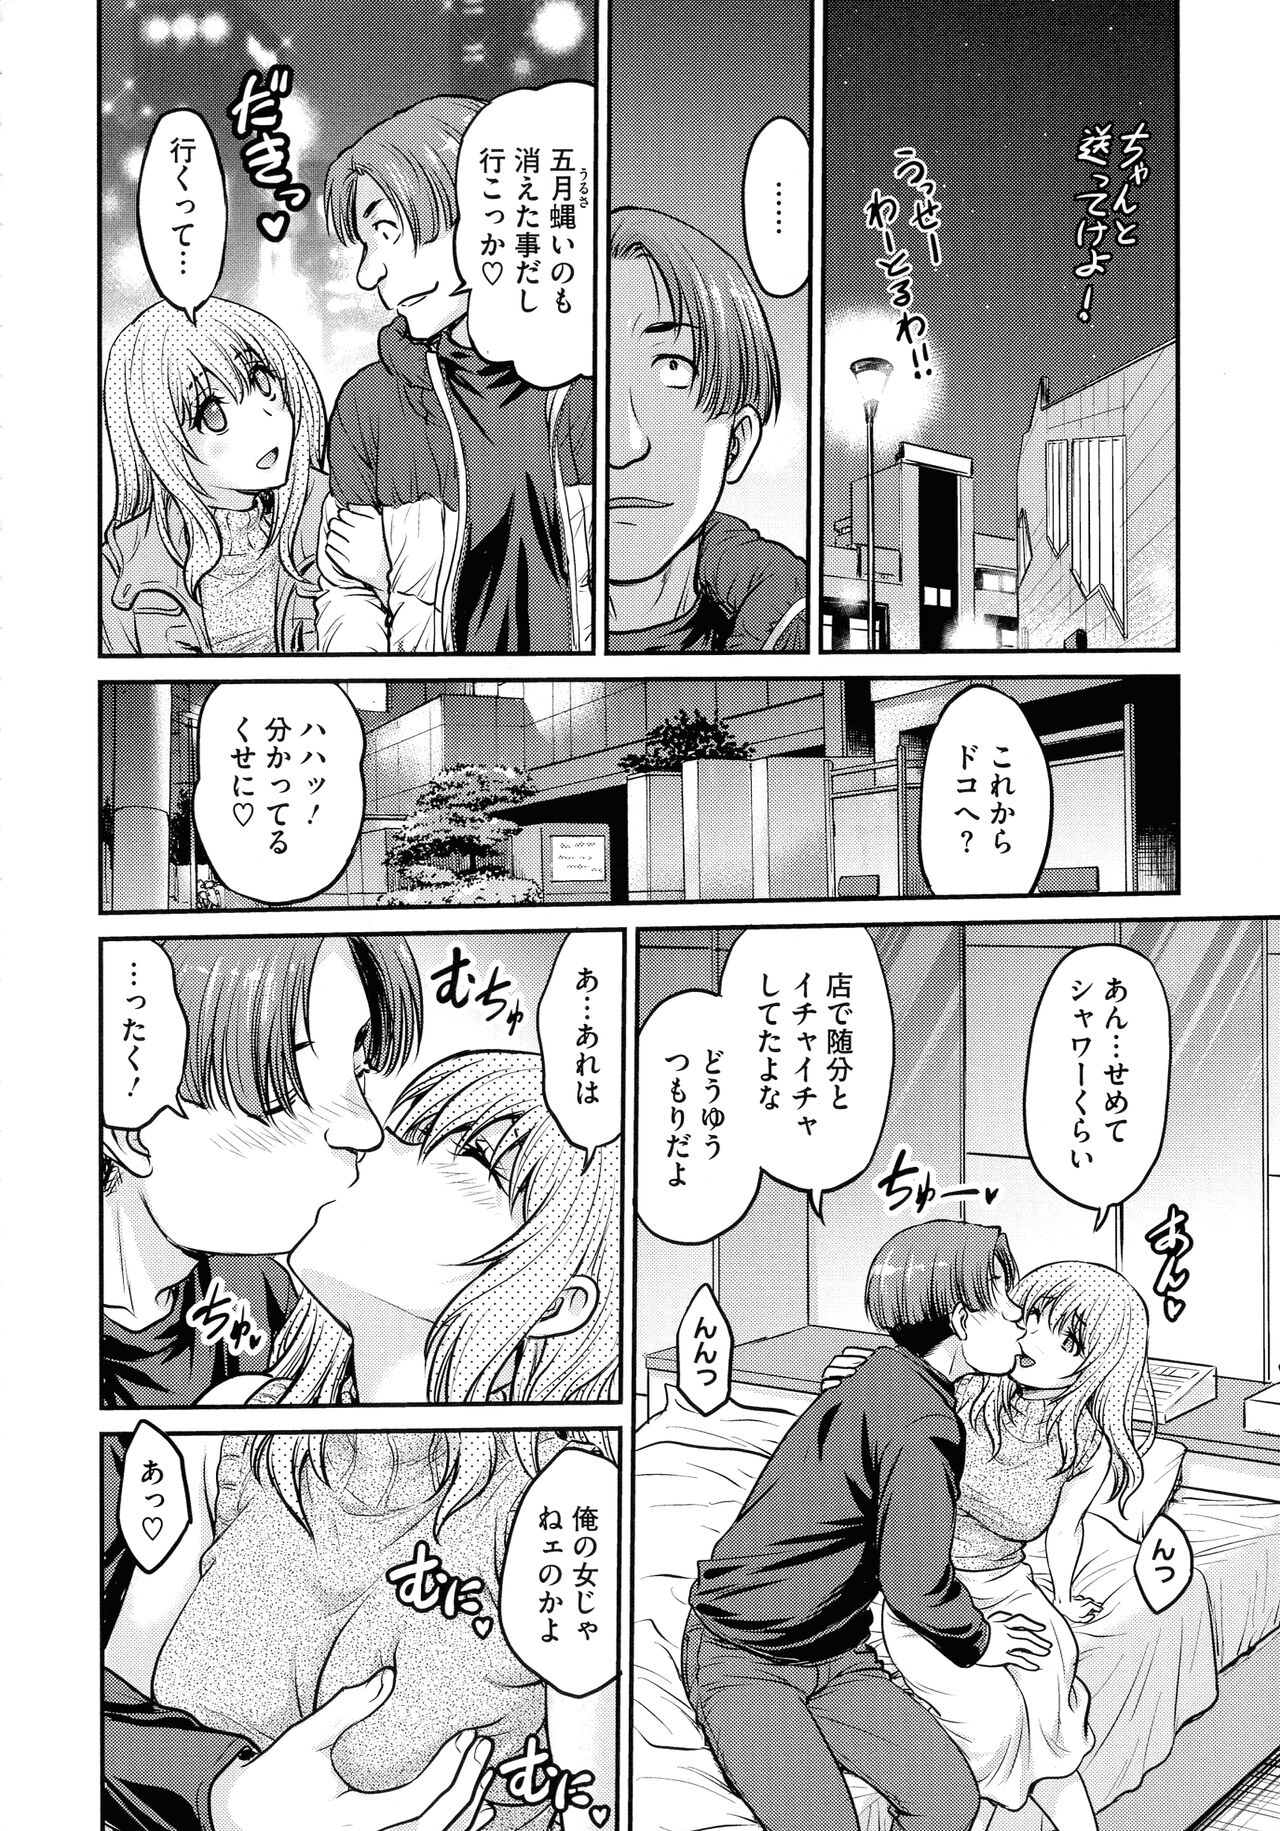 ちゃんと
送ってけよ！
うっせー
わーとるわ!!
……
五月蝿いのも
うるさ
消えた事だし
行こっか♡
だきっ♡
行くって…
これから
ドコへ？
ハハッ！
分かってる
くせに♡
あん…せめて
シャワーくらい
店で随分と
イチャイチャ
してたよな
どうゆう
つもりだよ
ちゅー♥
あん♡
んんっ
んっ
あ…あれは
むちゅ
…ったく！
ちゅ♥
俺の女じゃ
ねェのかよ
あっ♡
むに♡
むに♡